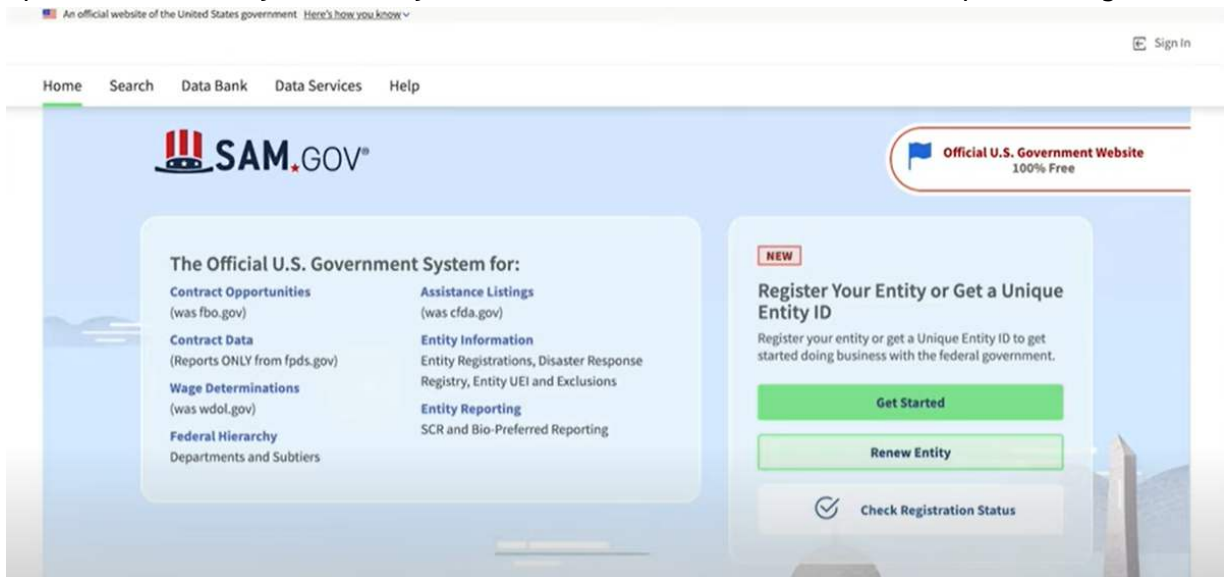 An official website of the United States government Here's how you know
Sign In
Home Search Data Bank Data Services Help
SAM.GOV®
Official U.S. Government Website
100% Free
The Official U.S. Government System for:
Contract Opportunities
(was fbo.gov)
Contract Data
(Reports ONLY from fpds.gov)
Wage Determinations
(was wdol.gov)
Federal Hierarchy
Departments and Subtiers
Assistance Listings
(was cfda.gov)
Entity Information
Entity Registrations, Disaster Response
Registry, Entity UEI and Exclusions
Entity Reporting
SCR and Bio-Preferred Reporting
NEW
Register Your Entity or Get a Unique
Entity ID
Register your entity or get a Unique Entity ID to get
started doing business with the federal government.
Get Started
Renew Entity
Check Registration Status